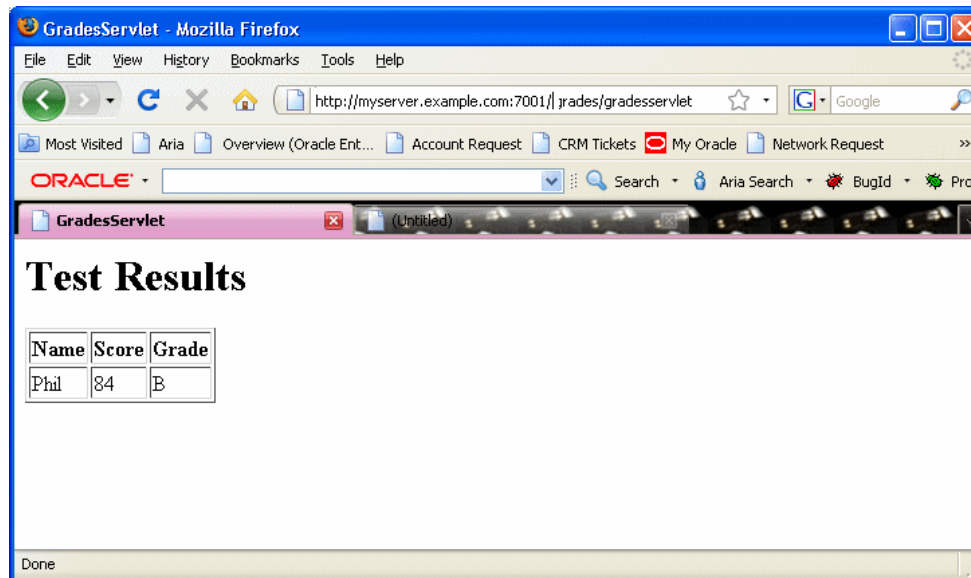 GradesServlet - Mozilla Firefox
File Edit View History Bookmarks Tools Help
http://myserver.example.com:7001/ grades/gradesservlet Google
Most Visited Aria Overview (Oracle Ent... Account Request CRM Tickets My Oracle Network Request »
ORACLE Search Aria Search BugId Pro
GradesServlet (Untitled)
Test Results
Name Score Grade
Phil 84 B
Done